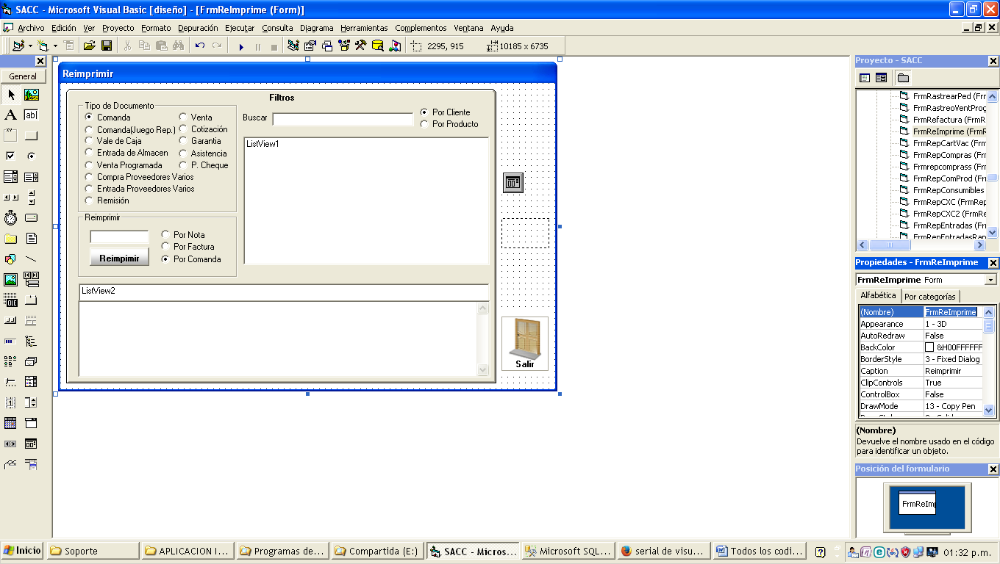 SACC - Microsoft Visual Basic [diseño] - [FrmReImprime (Form)]
Archivo Edición Ver Proyecto Formato Depuración Ejecutar Consulta Diagrama Herramientas Complementos Ventana Ayuda
2295, 915 10185 x 6735
General
Reimprimir
Filtros
Tipo de Documento
Comanda Venta
Comanda(Juego Rep.) Cotización
Vale de Caja Garantia
Entrada de Almacen Asistencia
Venta Programada P. Cheque
Compra Proveedores Varios
Entrada Proveedores Varios
Remisión
Buscar Por Cliente
Por Producto
ListView1
Reimprimir
Por Nota
Por Factura
Reimpimir Por Comanda
ListView2
Salir
Proyecto - SACC
FrmRastrearPed (Frr
FrmRastreoVentProg
FrmRefactura (FrmR
FrmReImprime (FrmR
FrmRepCartVac (Frm
FrmRepCompras (Frm
Frmrepcomprass (Frm
FrmRepComProd (Frm
FrmRepConsumibles
FrmRepCXC (FrmRep
FrmRepCXC2 (FrmRep
FrmRepEntradas (Frm
FrmRepEntradasRap
Propiedades - FrmReImprime
FrmReImprime Form
Alfabética Por categorías
(Nombre) FrmReImprime
Appearance 1 - 3D
AutoRedraw False
BackColor &H00FFFFFF
BorderStyle 3 - Fixed Dialog
Caption Reimprimir
ClipControls True
ControlBox False
DrawMode 13 - Copy Pen
(Nombre)
Devuelve el nombre usado en el código
para identificar un objeto.
Posición del formulario
FrmReImp
Inicio Soporte APLICACION I... Programas de... Compartida (E:) SACC - Micros... Microsoft SQL... serial de visu... Todos los codi... 01:32 p.m.